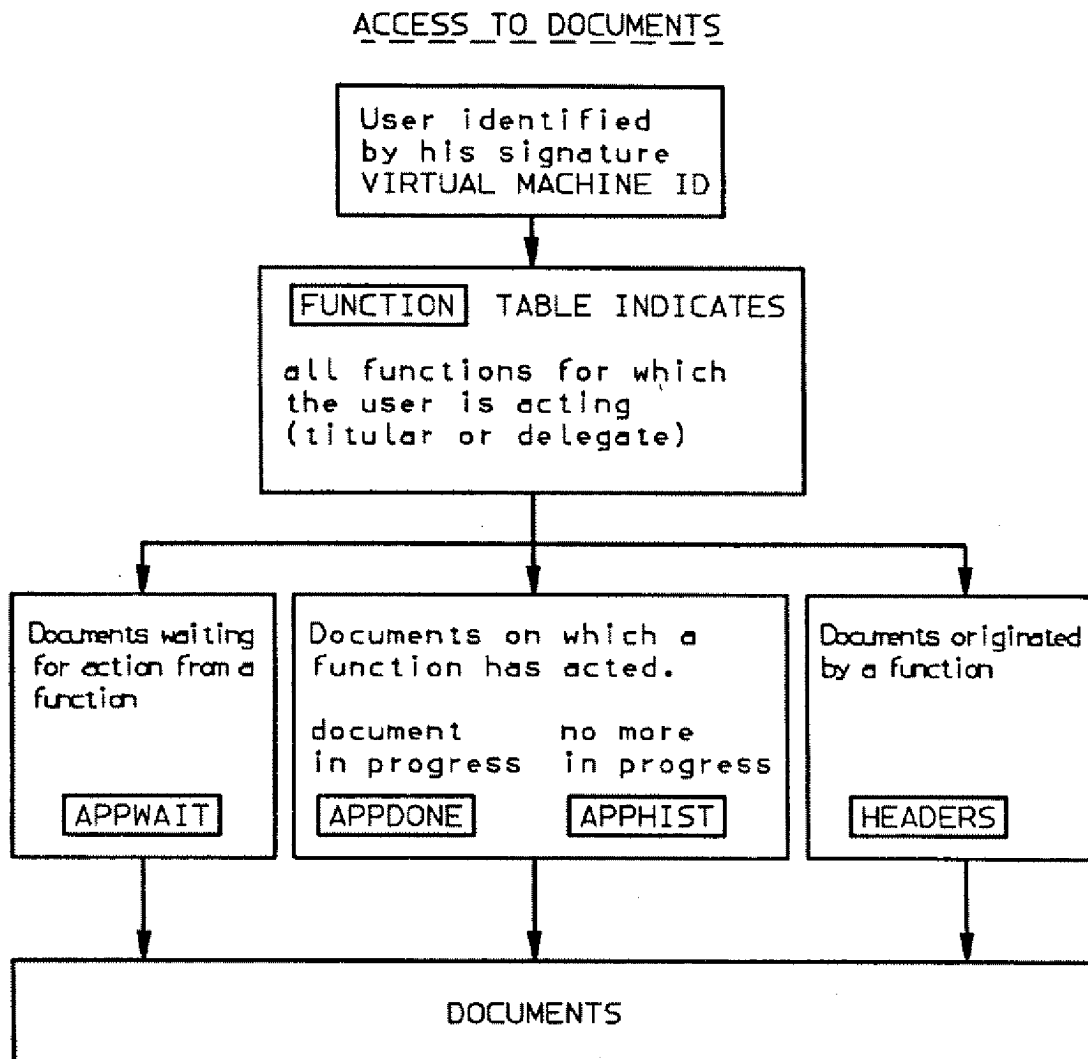 ACCESS TO DOCUMENTS
User identified
by his signature
VIRTUAL MACHINE ID
FUNCTION TABLE INDICATES
all functions for which
the user is acting
(titular or delegate)
Documents waiting
for action from a
function
APPWAIT
Documents on which a
function has acted.
document
in progress
APPDONE
no more
in progress
APPHIST
Documents originated
by a function
HEADERS
DOCUMENTS